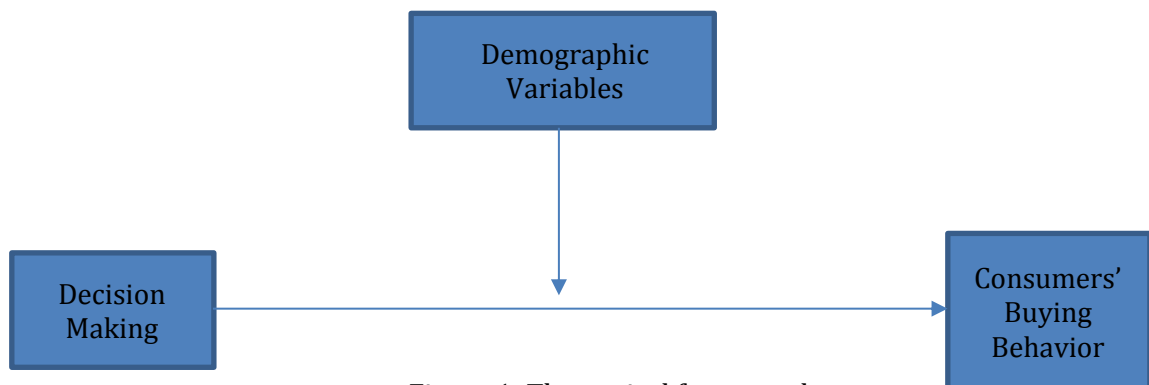 Demographic
Variables
Decision
Making
Consumers’
Buying
Behavior